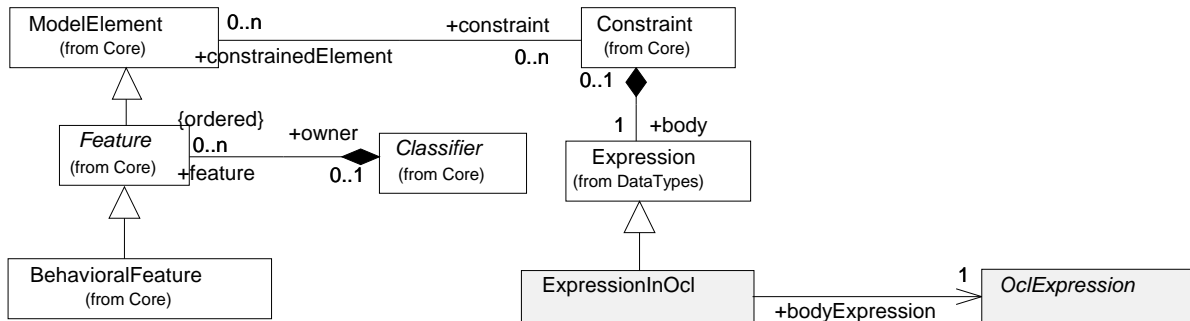 ModelElement
(from Core)
0..n
+constrainedElement
+constraint
0..n
Constraint
(from Core)
0..1
1
+body
{ordered}
Feature
(from Core)
0..n
+feature
+owner
0..1
Classifier
(from Core)
Expression
(from DataTypes)
BehavioralFeature
(from Core)
ExpressionInOcl
+bodyExpression
1
OclExpression